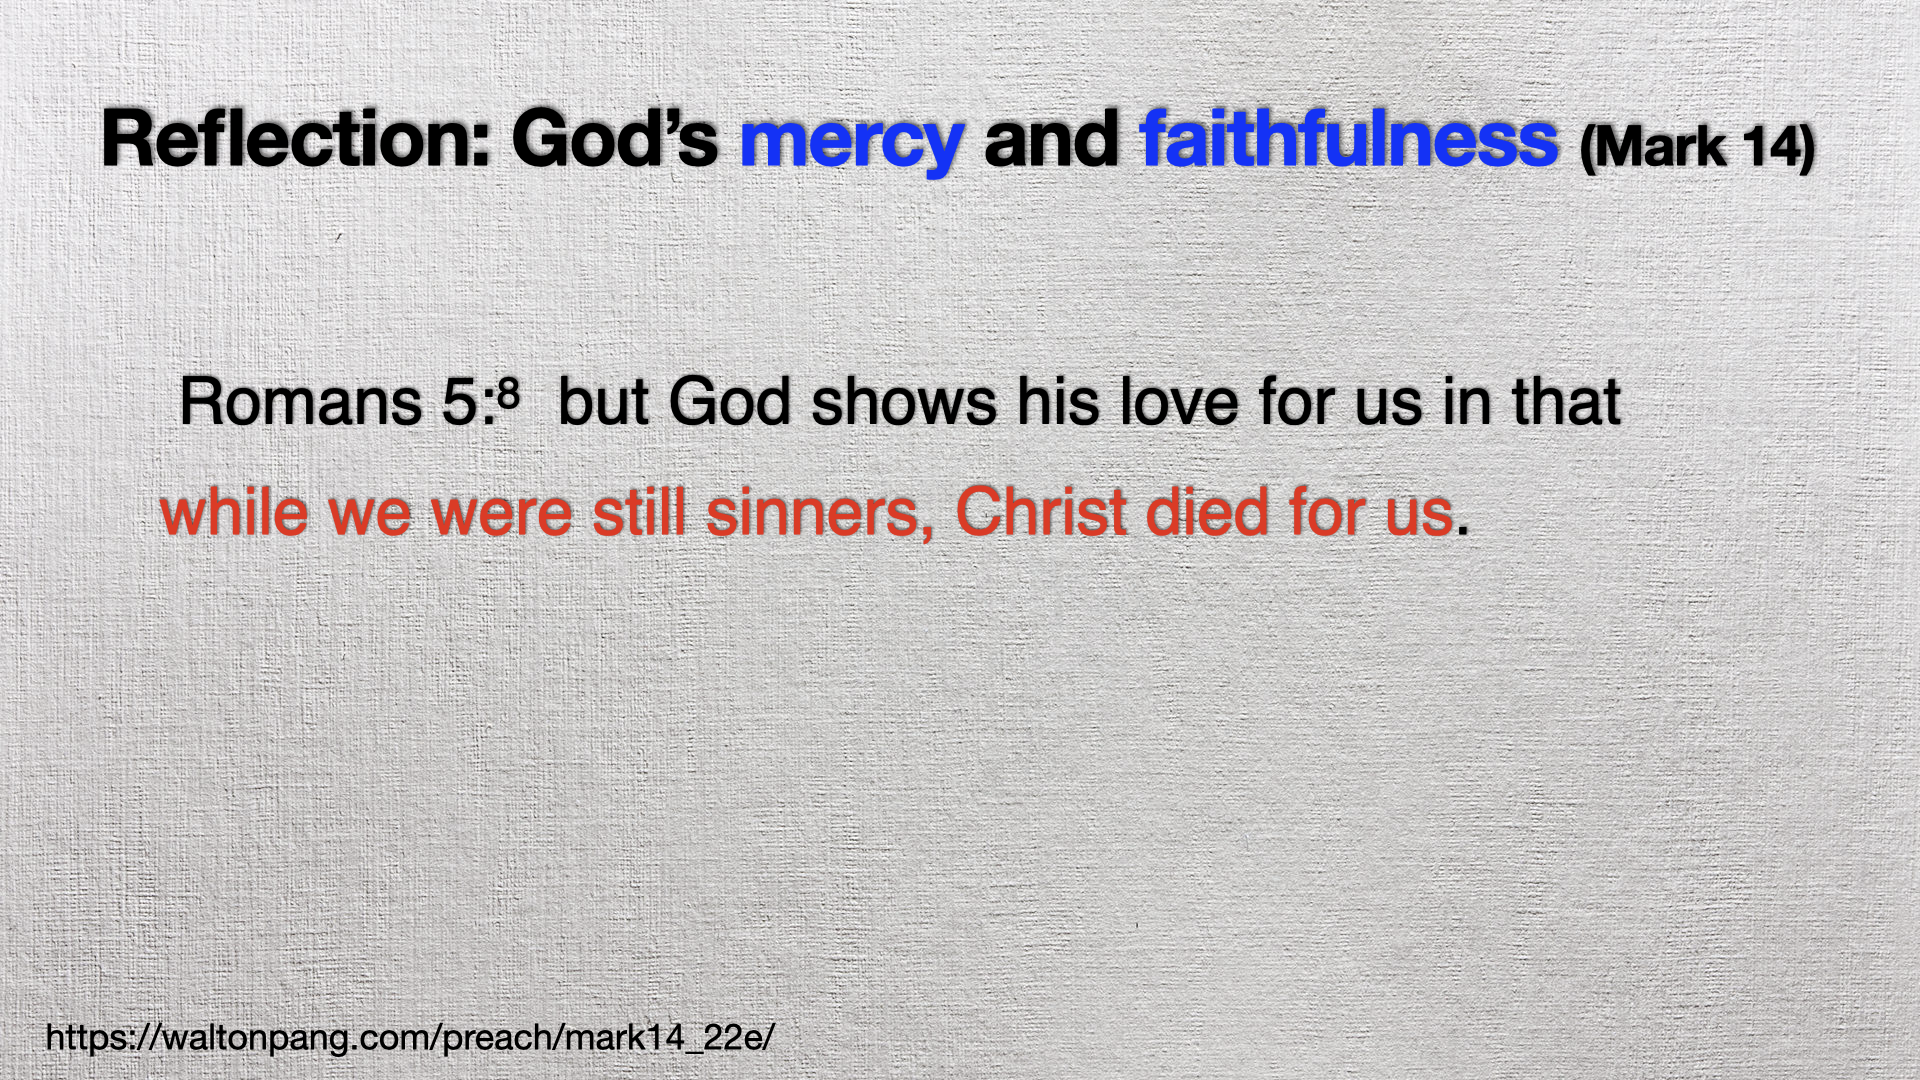 Reflection: God’s mercy and faithfulness (Mark 14)
Romans 5:⁸ but God shows his love for us in that
while we were still sinners, Christ died for us.
https://waltonpang.com/preach/mark14_22e/